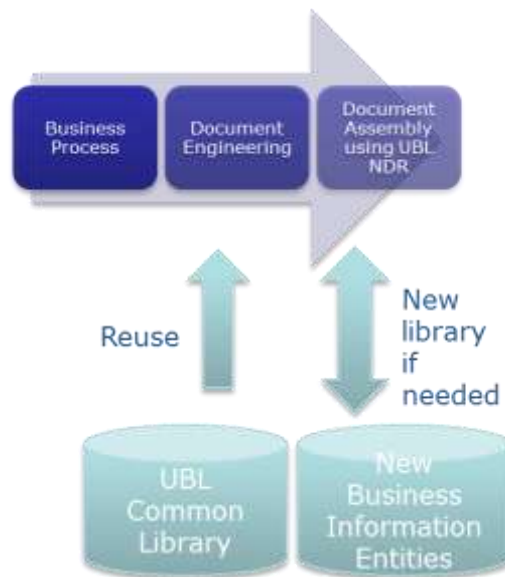 Business
Process
Document
Engineering
Document
Assembly
using UBL
NDR
Reuse
New
library
if
needed
UBL
Common
Library
New
Business
Information
Entities